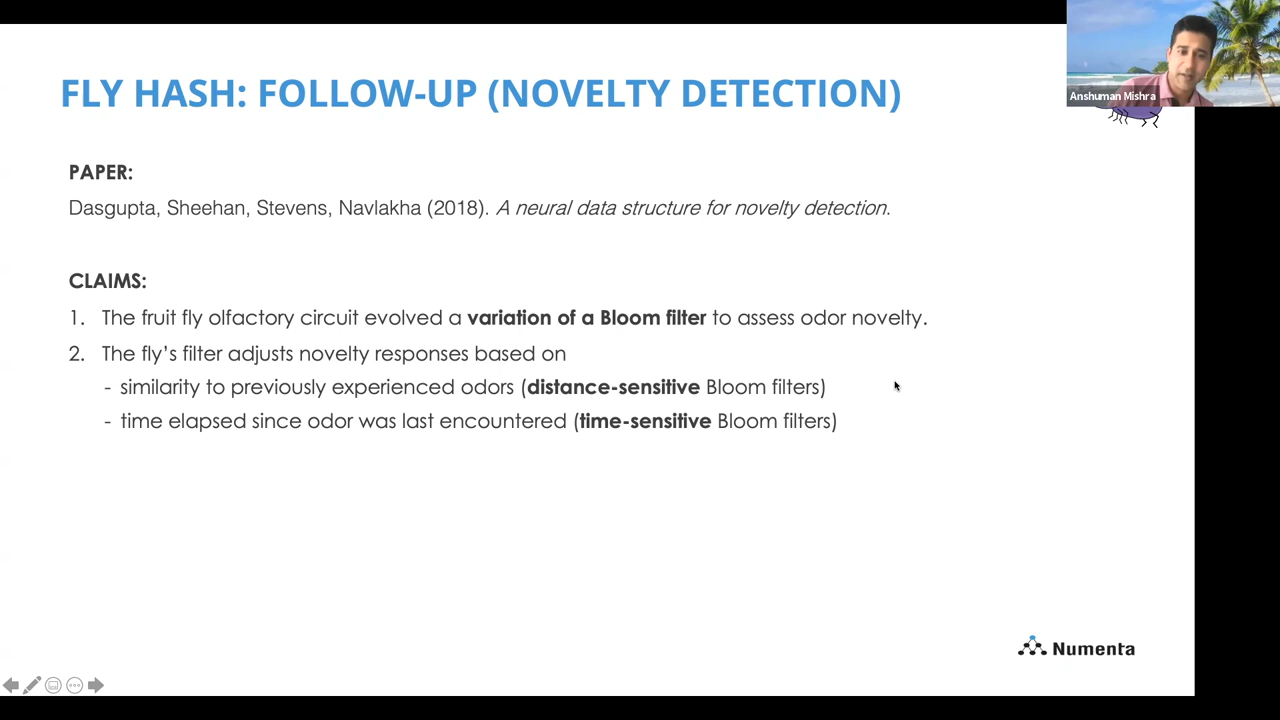 FLY HASH: FOLLOW-UP (NOVELTY DETECTION)
Anshuman Mishra
PAPER:
Dasgupta, Sheehan, Stevens, Navlakha (2018). A neural data structure for novelty detection.
CLAIMS:
1. The fruit fly olfactory circuit evolved a variation of a Bloom filter to assess odor novelty.
2. The fly's filter adjusts novelty responses based on
- similarity to previously experienced odors (distance-sensitive Bloom filters)
- time elapsed since odor was last encountered (time-sensitive Bloom filters)
Numenta